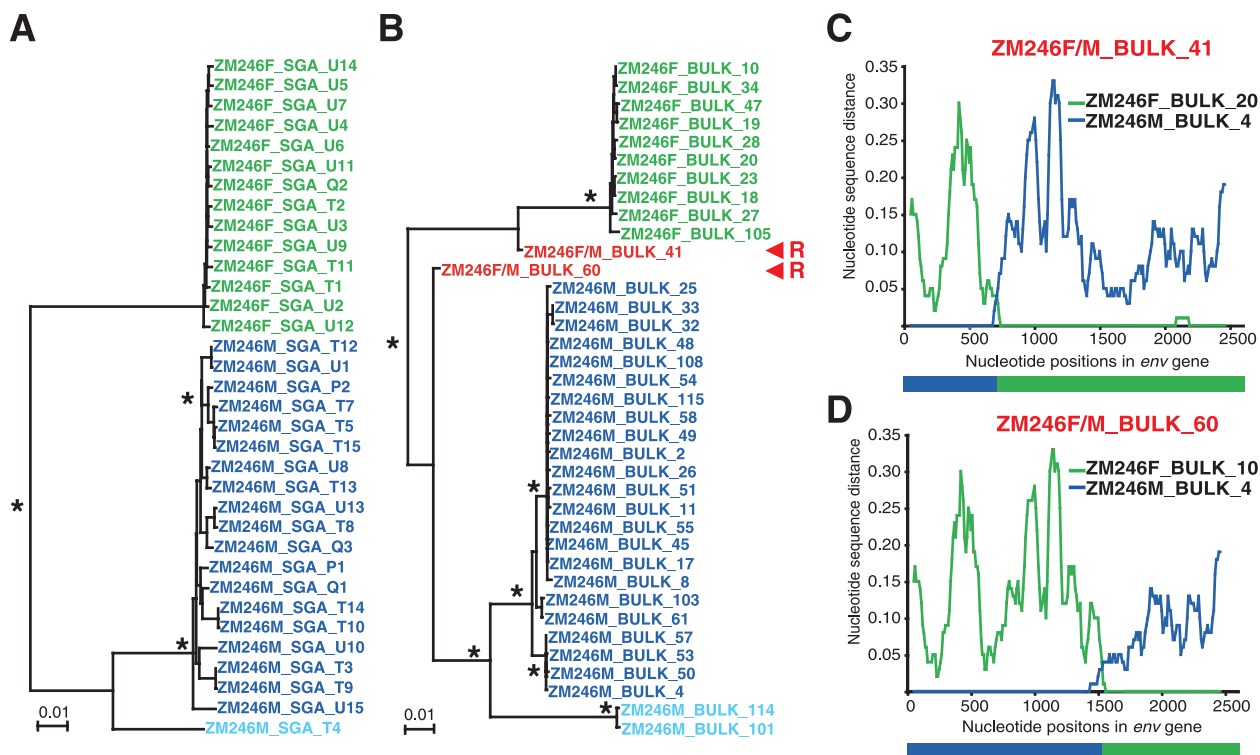 A
ZM246F_SGA_U14
ZM246F_SGA_U5
ZM246F_SGA_U7
ZM246F_SGA_U4
ZM246F_SGA_U6
ZM246F_SGA_U11
ZM246F_SGA_Q2
ZM246F_SGA_T2
ZM246F_SGA_U3
ZM246F_SGA_U9
ZM246F_SGA_T11
ZM246F_SGA_T1
ZM246F_SGA_U2
ZM246F_SGA_U12
ZM246M_SGA_T12
ZM246M_SGA_U1
ZM246M_SGA_P2
*
ZM246M_SGA_T7
ZM246M_SGA_T5
ZM246M_SGA_T15
ZM246M_SGA_U8
ZM246M_SGA_T13
*
ZM246M_SGA_U13
ZM246M_SGA_T8
ZM246M_SGA_Q3
ZM246M_SGA_P1
ZM246M_SGA_Q1
ZM246M_SGA_T14
ZM246M_SGA_T10
*
ZM246M_SGA_U10
ZM246M_SGA_T3
ZM246M_SGA_T9
ZM246M_SGA_U15
ZM246M_SGA_T4
0.01
B
ZM246F_BULK_10
ZM246F_BULK_34
ZM246F_BULK_47
ZM246F_BULK_19
ZM246F_BULK_28
ZM246F_BULK_20
ZM246F_BULK_23
*
ZM246F_BULK_18
ZM246F_BULK_27
ZM246F_BULK_105
ZM246F/M_BULK_41
R
ZM246F/M_BULK_60
R
ZM246M_BULK_25
ZM246M_BULK_33
ZM246M_BULK_32
*
ZM246M_BULK_48
ZM246M_BULK_108
ZM246M_BULK_54
ZM246M_BULK_115
ZM246M_BULK_58
ZM246M_BULK_49
ZM246M_BULK_2
ZM246M_BULK_26
*
ZM246M_BULK_51
ZM246M_BULK_11
ZM246M_BULK_55
ZM246M_BULK_45
ZM246M_BULK_17
ZM246M_BULK_8
*
ZM246M_BULK_103
ZM246M_BULK_61
ZM246M_BULK_57
*
ZM246M_BULK_53
*
ZM246M_BULK_50
ZM246M_BULK_4
*
ZM246M_BULK_114
ZM246M_BULK_101
0.01
C
ZM246F/M_BULK_41
Nucleotide sequence distance
0.35
0.30
0.25
0.20
0.15
0.10
0.05
ZM246F_BULK_20
ZM246M_BULK_4
0 500 1000 1500 2000 2500
Nucleotide positions in env gene
D
ZM246F/M_BULK_60
Nucleotide sequence distance
0.35
0.30
0.25
0.20
0.15
0.10
0.05
ZM246F_BULK_10
ZM246M_BULK_4
0 500 1000 1500 2000 2500
Nucleotide positons in env gene